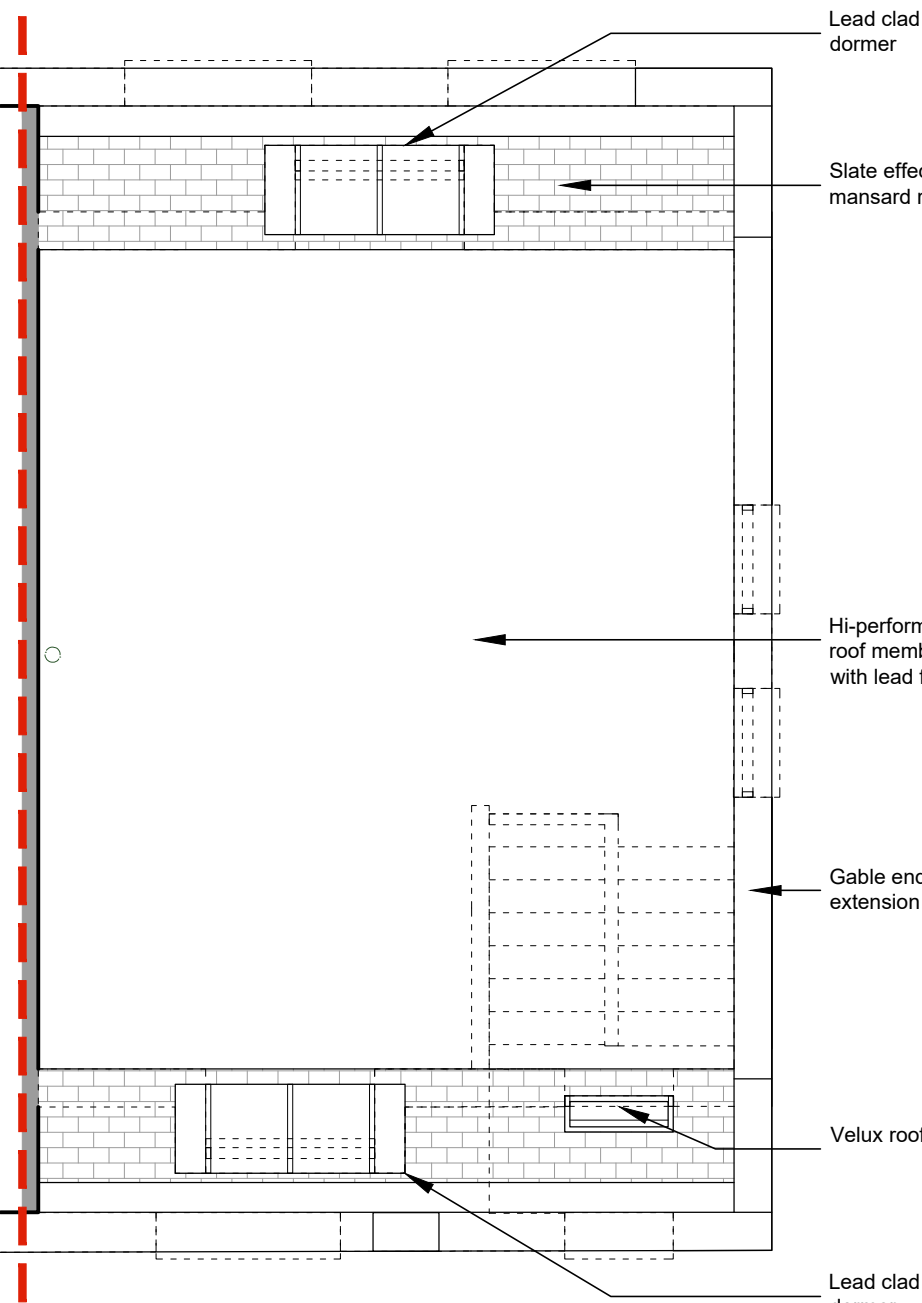 Lead clad
dormer
Slate effec
mansard r
Hi-perform
roof memb
with lead f
Gable end
extension
Velux roof
Lead clad
dormer